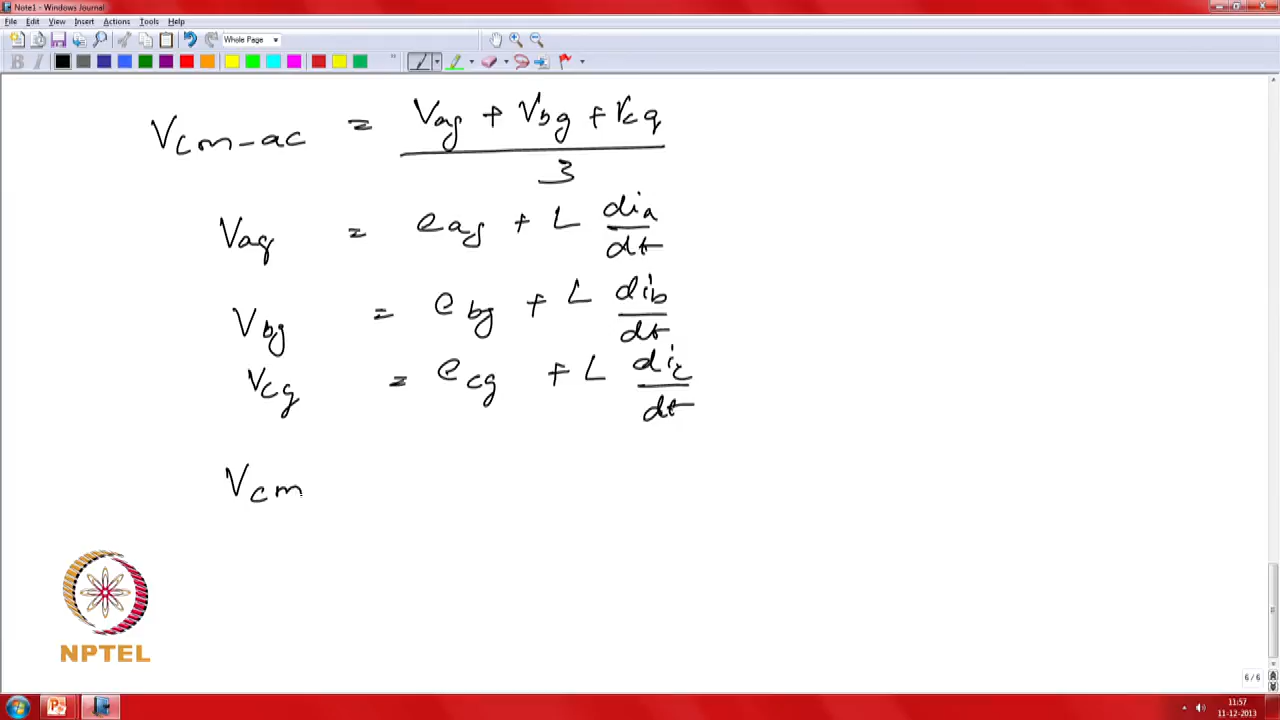 Note1 - Windows Journal
File Edit View Insert Actions Tools Help
Whole Page
B I
Vcm-ac = Vag + Vbg + Vcg / 3
Vag = eag + L dia/dt
Vbg = ebg + L dib/dt
Vcg = ecg + L dic/dt
Vcm
NPTEL
6 / 6
11:57
11-12-2013